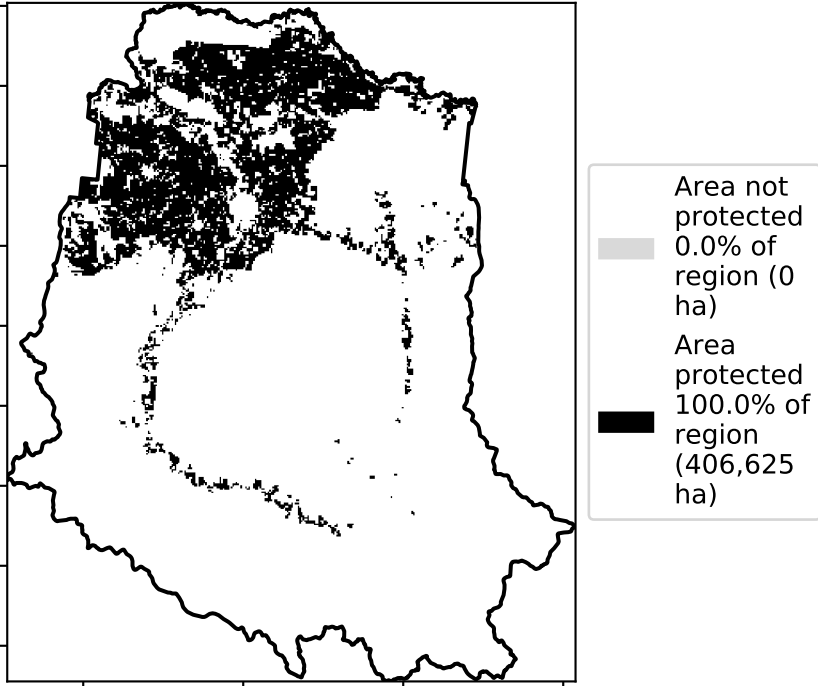 Area not
protected
0.0% of
region (0
ha)
Area
protected
100.0% of
region
(406,625
ha)